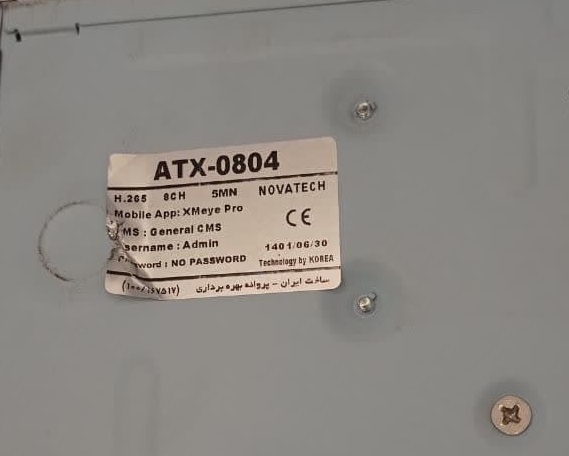 ATX-0804
H.265 8CH 5MN NOVATECH
Mobile App: XMeye Pro
MS : General CMS
sername : Admin
word : NO PASSWORD
CE
1401/06/30
Technology by KOREA
ساخت ایران - پروانه بهره برداری